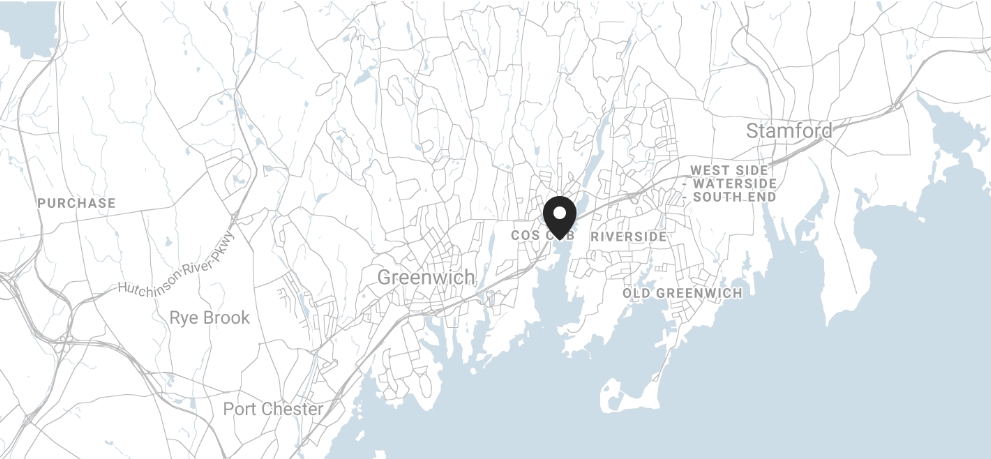 Stamford
WEST SIDE
- WATERSIDE
- SOUTH END
PURCHASE
COS COB
RIVERSIDE
Hutchinson River Pkwy
Greenwich
OLD GREENWICH
Rye Brook
Port Chester